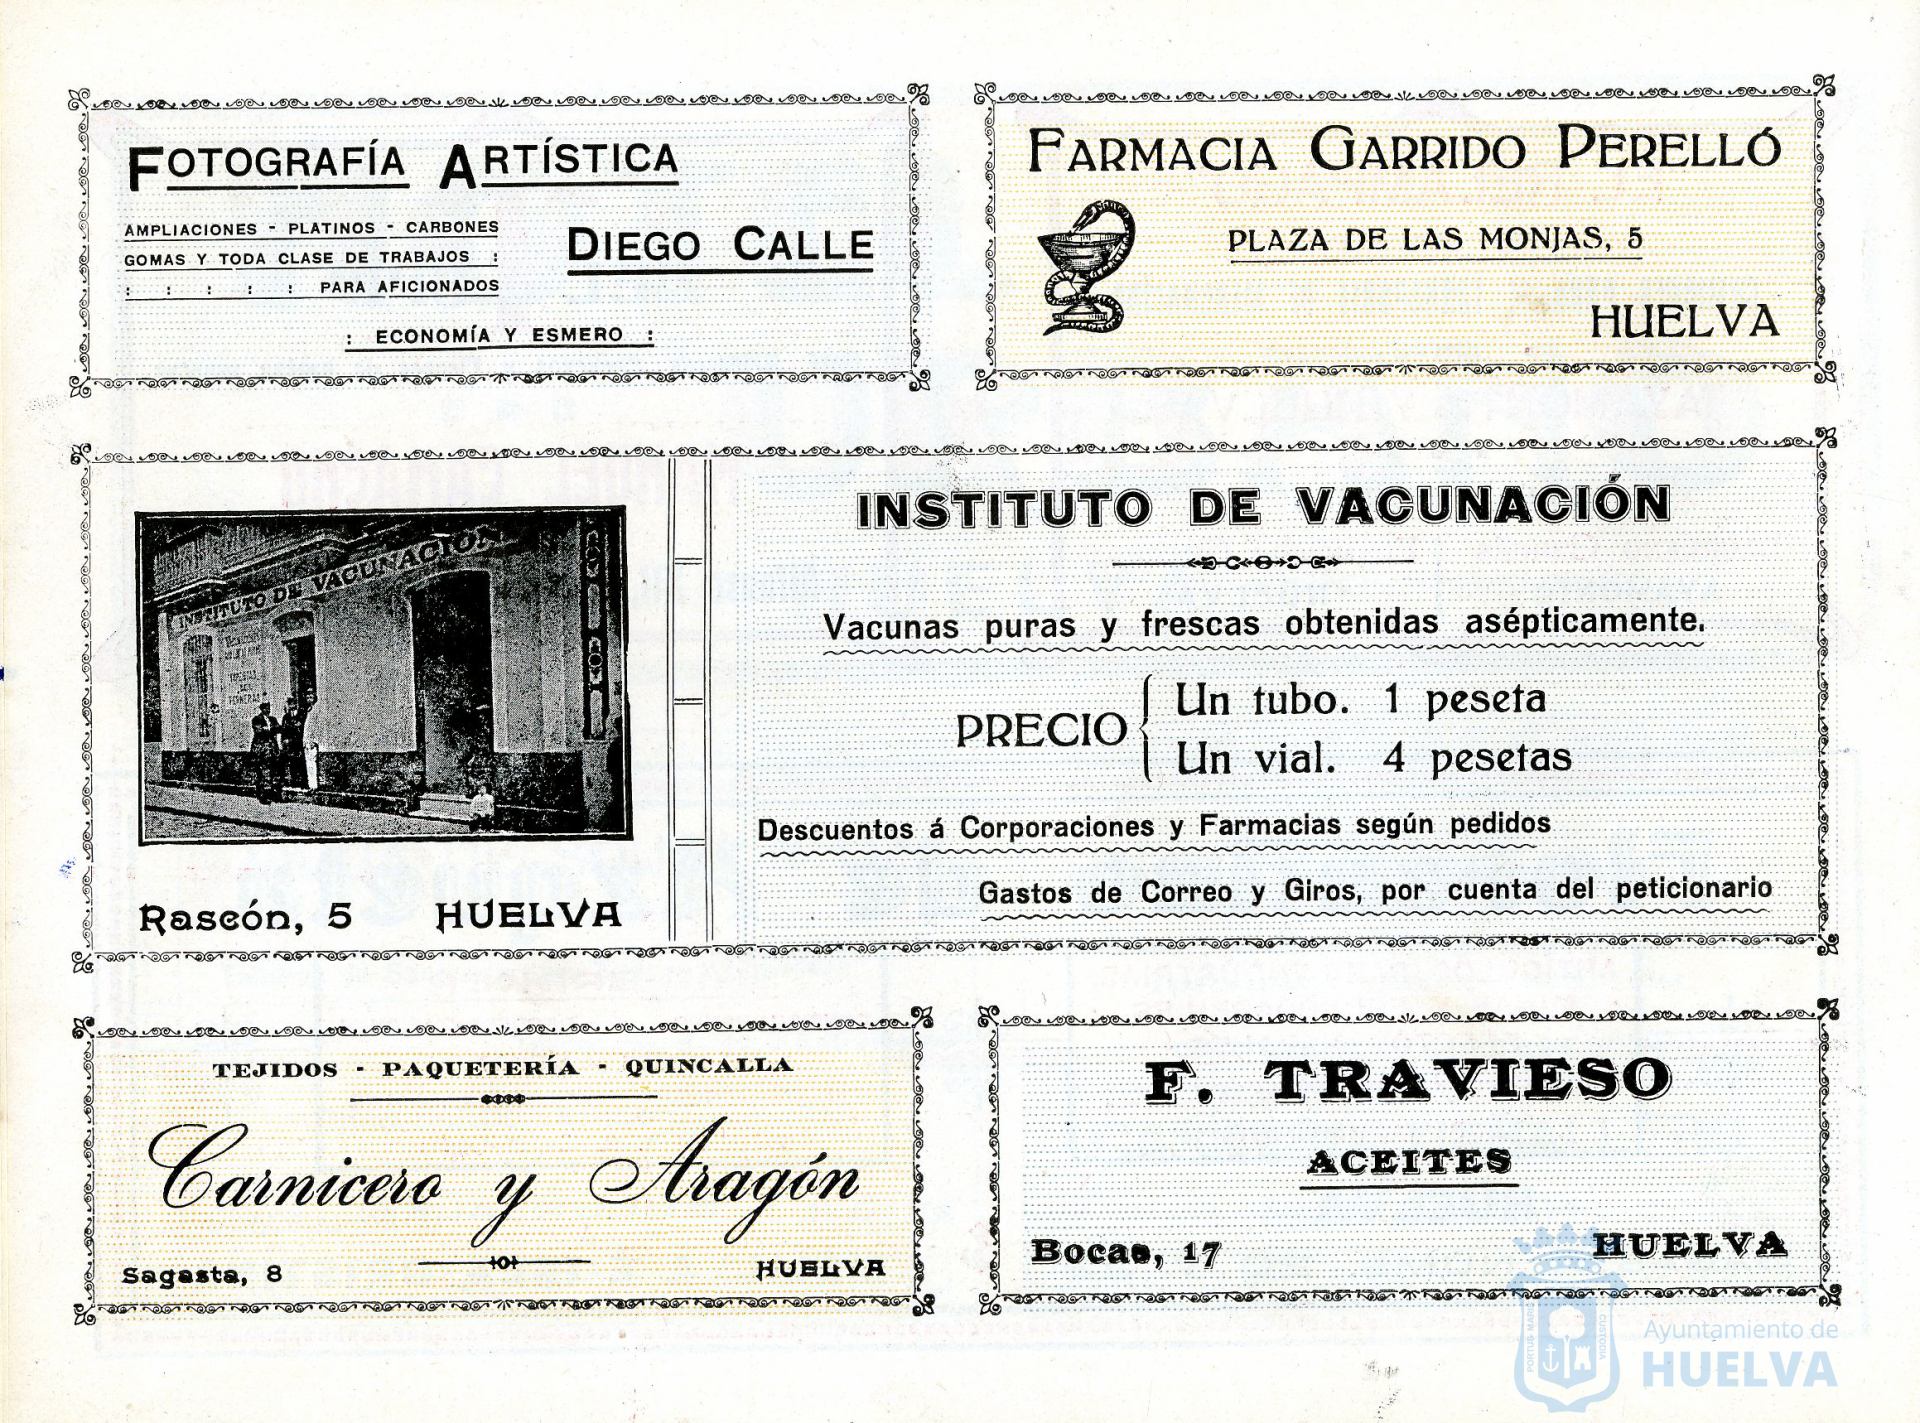 FOTOGRAFÍA ARTÍSTICA
AMPLIACIONES - PLATINOS - CARBONES
GOMAS Y TODA CLASE DE TRABAJOS :
: : : : : PARA AFICIONADOS
DIEGO CALLE
: ECONOMÍA Y ESMERO :
FARMACIA GARRIDO PERELLÓ
PLAZA DE LAS MONJAS, 5
HUELVA
INSTITUTO DE VACUNACIÓN
Rascón, 5 HUELVA
INSTITUTO DE VACUNACIÓN
Vacunas puras y frescas obtenidas asépticamente.
PRECIO
Un tubo. 1 peseta
Un vial. 4 pesetas
Descuentos á Corporaciones y Farmacias según pedidos
Gastos de Correo y Giros, por cuenta del peticionario
TEJIDOS - PAQUETERÍA - QUINCALLA
Carnicero y Aragón
Sagasta, 8 HUELVA
F. TRAVIESO
ACEITES
Bocas, 17 HUELVA
PORTUS MARIS CUSTODIA
Ayuntamiento de
HUELVA